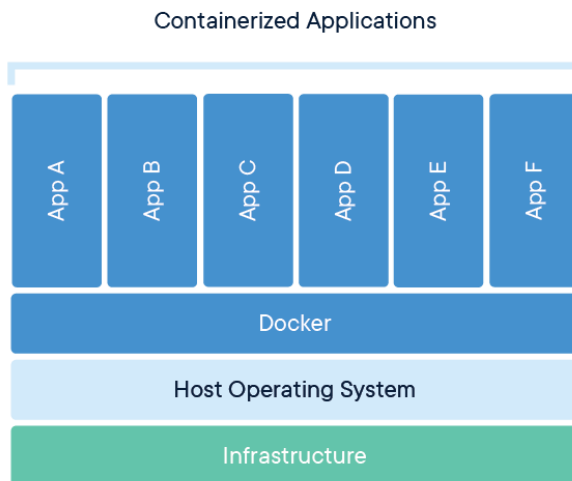 Containerized Applications
App A
App B
App C
App D
App E
App F
Docker
Host Operating System
Infrastructure